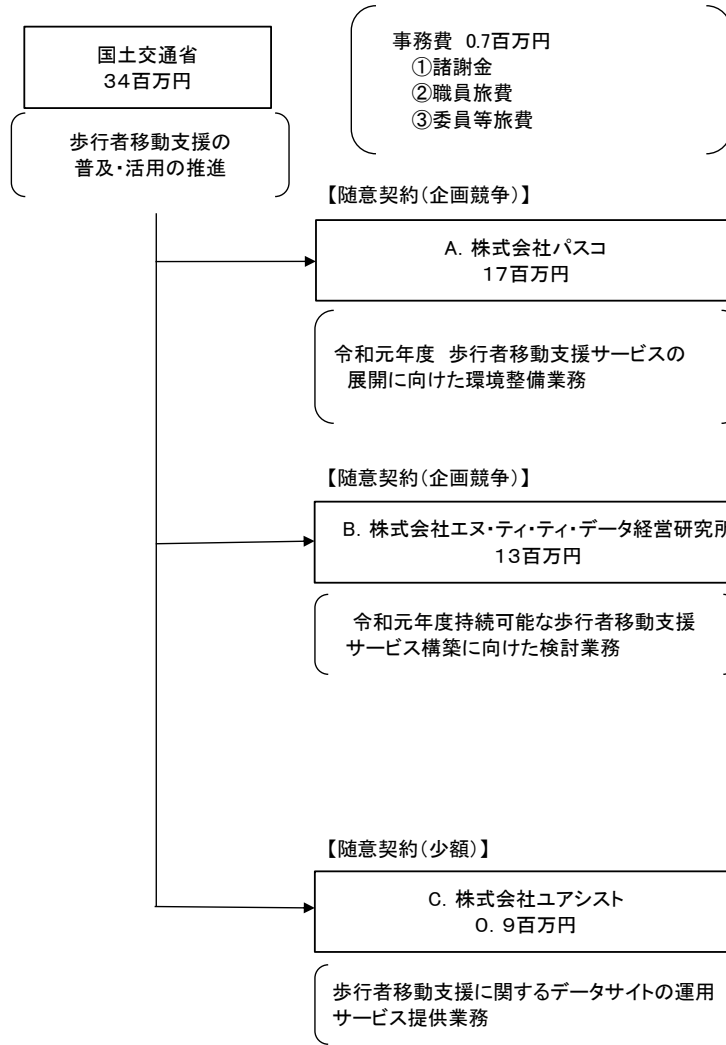 国土交通省
34百万円
歩行者移動支援の
普及・活用の推進
事務費 0.7百万円
①諸謝金
②職員旅費
③委員等旅費
【随意契約（企画競争）】
A. 株式会社パスコ
17百万円
令和元年度 歩行者移動支援サービスの
展開に向けた環境整備業務
【随意契約（企画競争）】
B. 株式会社エヌ・ティ・ティ・データ経営研究所
13百万円
令和元年度持続可能な歩行者移動支援
サービス構築に向けた検討業務
【随意契約（少額）】
C. 株式会社ユアシスト
0. 9百万円
歩行者移動支援に関するデータサイトの運用
サービス提供業務